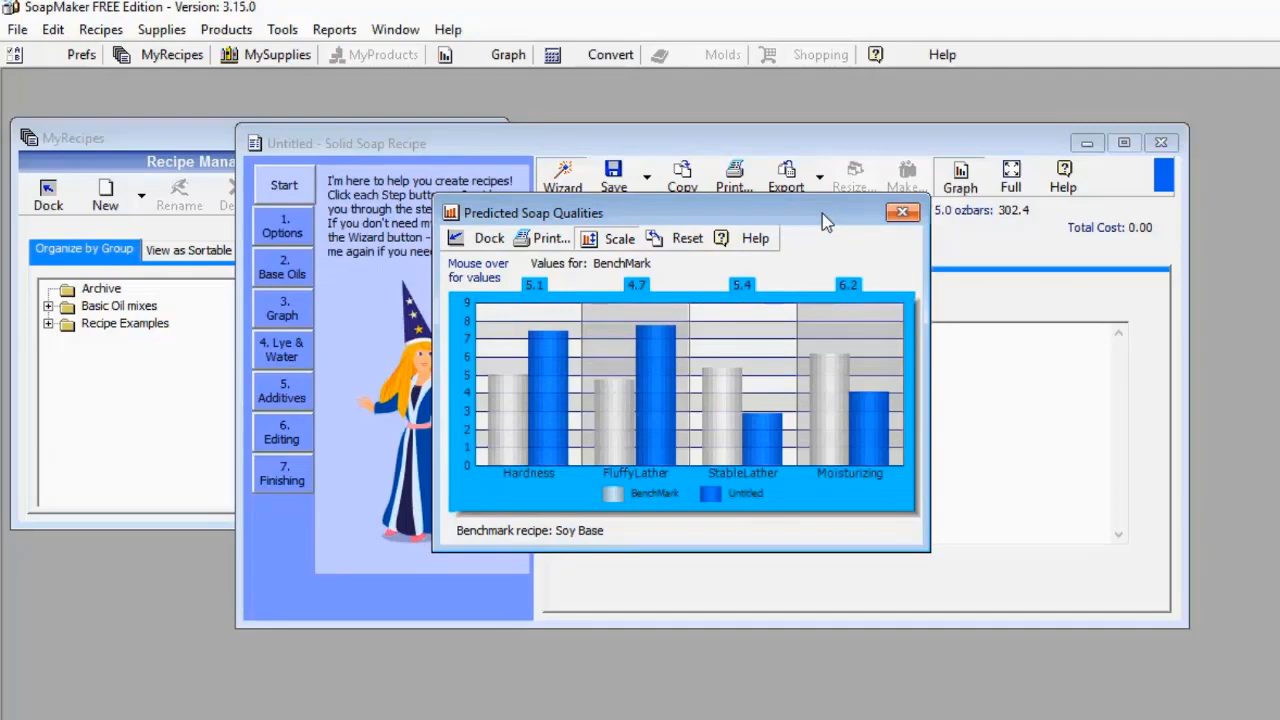 SoapMaker FREE Edition - Version: 3.15.0
File Edit Recipes Supplies Products Tools Reports Window Help
Prefs MyRecipes MySupplies MyProducts Graph Convert Molds Shopping Help
MyRecipes
Recipe Mana
Dock New Rename De
Organize by Group View as Sortable
Archive
Basic Oil mixes
Recipe Examples
Untitled - Solid Soap Recipe
Start
1. Options
2. Base Oils
3. Graph
4. Lye & Water
5. Additives
6. Editing
7. Finishing
I'm here to help you create recipes!
Click each Step butt
you through the ste
If you don't need m
the Wizard button -
me again if you nee
Wizard Save Copy Print... Export Resize... Make... Graph Full Help
5.0 ozbars: 302.4
Total Cost: 0.00
Predicted Soap Qualities
Dock Print... Scale Reset Help
Mouse over for values
Values for: BenchMark
5.1 4.7 5.4 6.2
9
8
7
6
5
4
3
2
1
0
Hardness FluffyLather StableLather Moisturizing
BenchMark Untitled
Benchmark recipe: Soy Base